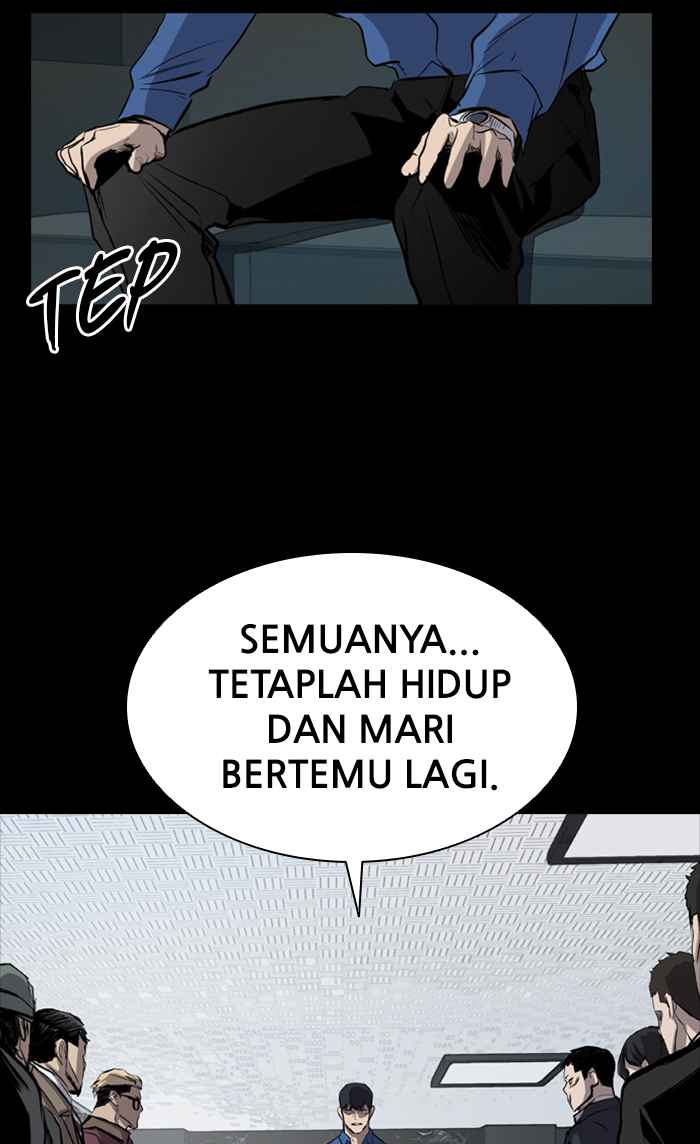 TEP
SEMUANYA...
TETAPLAH HIDUP
DAN MARI
BERTEMU LAGI.